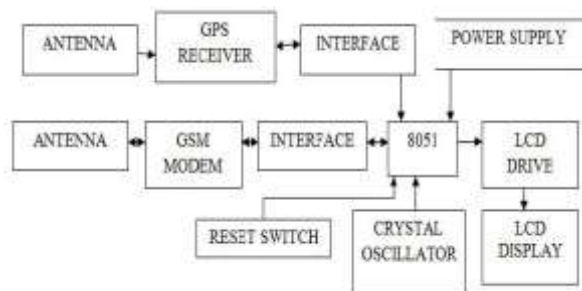 ANTENNA
GPS
RECEIVER
INTERFACE
POWER SUPPLY
ANTENNA
GSM
MODEM
INTERFACE
8051
LCD
DRIVE
RESET SWITCH
CRYSTAL
OSCILLATOR
LCD
DISPLAY